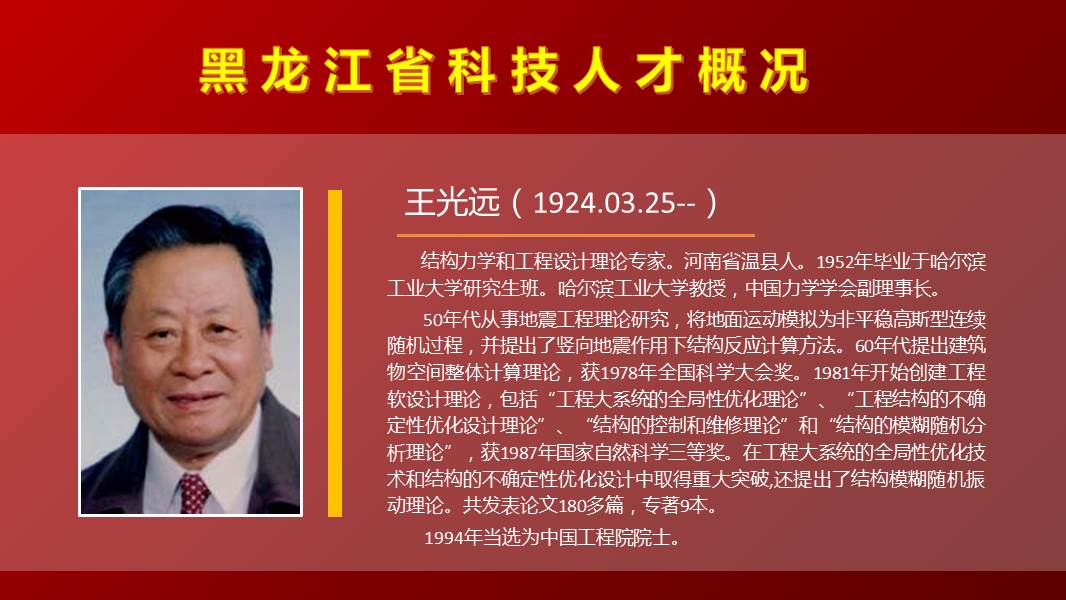 黑龙江省科技人才概况
王光远（1924.03.25--）
结构力学和工程设计理论专家。河南省温县人。1952年毕业于哈尔滨
工业大学研究生班。哈尔滨工业大学教授，中国力学学会副理事长。
50年代从事地震工程理论研究，将地面运动模拟为非平稳高斯型连续
随机过程，并提出了竖向地震作用下结构反应计算方法。60年代提出建筑
物空间整体计算理论，获1978年全国科学大会奖。1981年开始创建工程
软设计理论，包括“工程大系统的全局性优化理论”、“工程结构的不确
定性优化设计理论”、“结构的控制和维修理论”和“结构的模糊随机分
析理论”，获1987年国家自然科学三等奖。在工程大系统的全局性优化技
术和结构的不确定性优化设计中取得重大突破,还提出了结构模糊随机振
动理论。共发表论文180多篇，专著9本。
1994年当选为中国工程院院士。